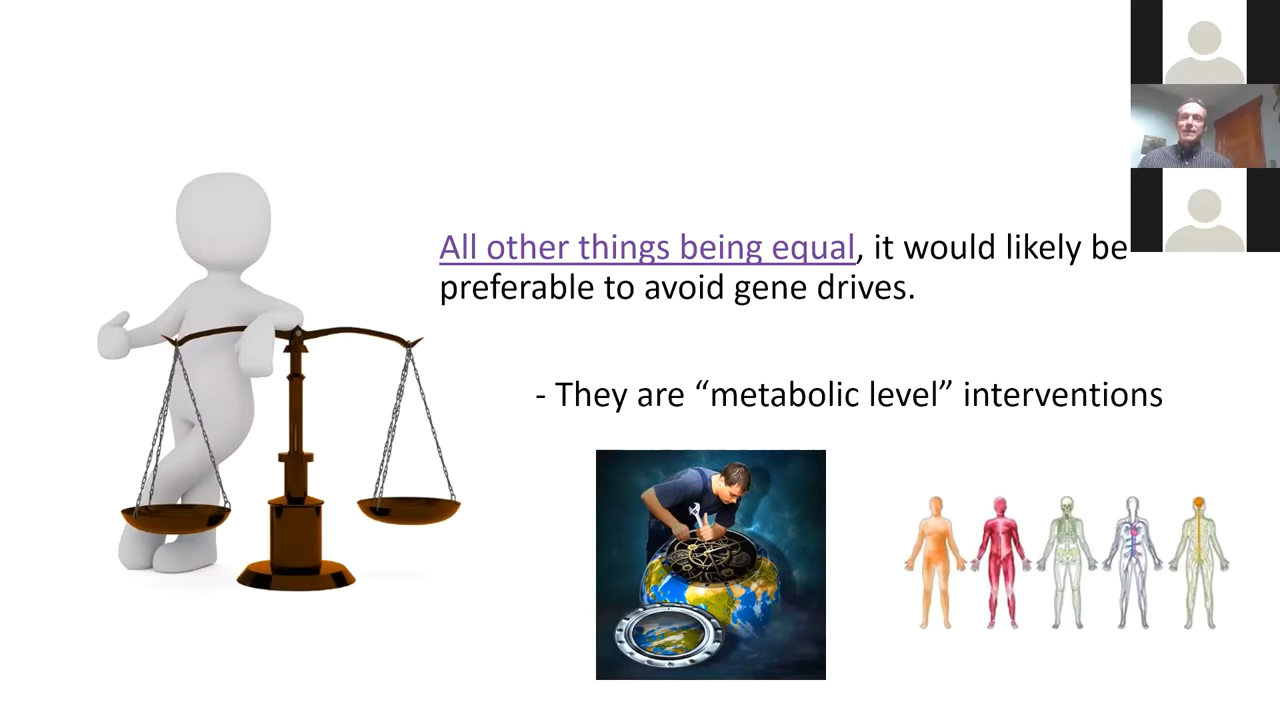 All other things being equal, it would likely be
preferable to avoid gene drives.
- They are “metabolic level” interventions